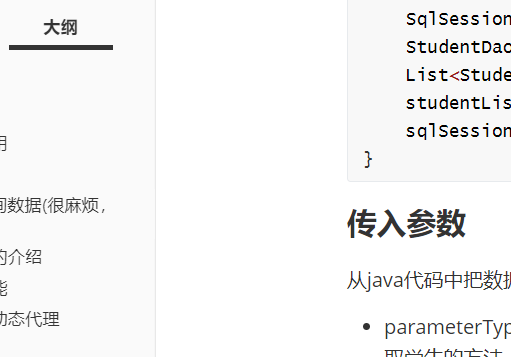 大纲
用
间数据(很麻烦，
的介绍
能
动态代理
SqlSession
StudentDao
List<Stude
studentLis
sqlSession
}
传入参数
从java代码中把数据
parameterTyp
取学生的方法